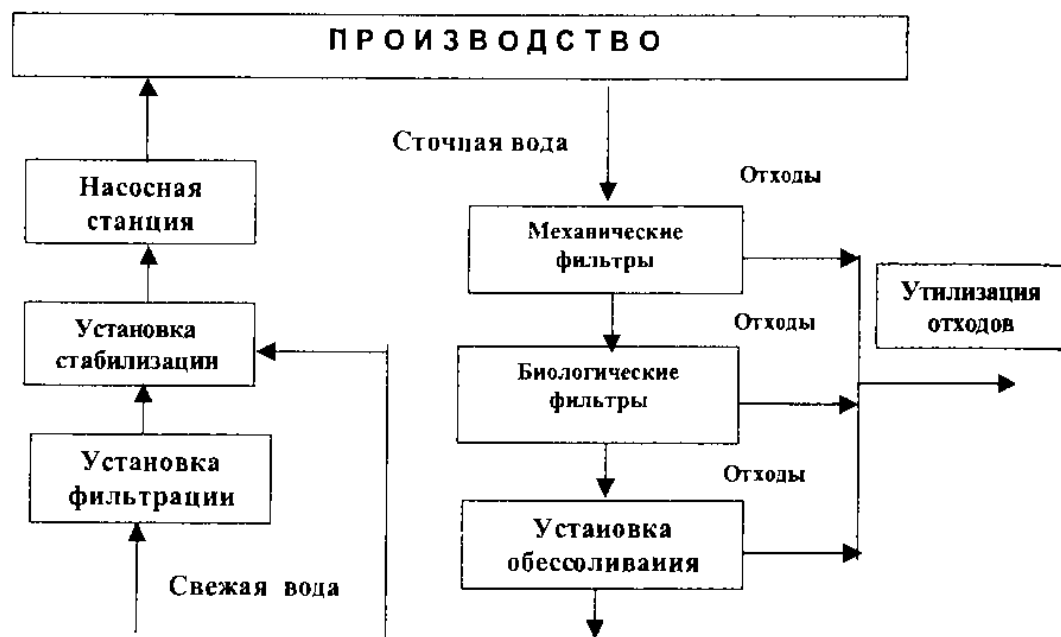 ПРОИЗВОДСТВО
Сточная вода
Отходы
Насосная
станция
Механические
фильтры
Утилизация
отходов
Отходы
Установка
стабилизации
Биологические
фильтры
Отходы
Установка
фильтрации
Установка
обессоливания
Свежая вода